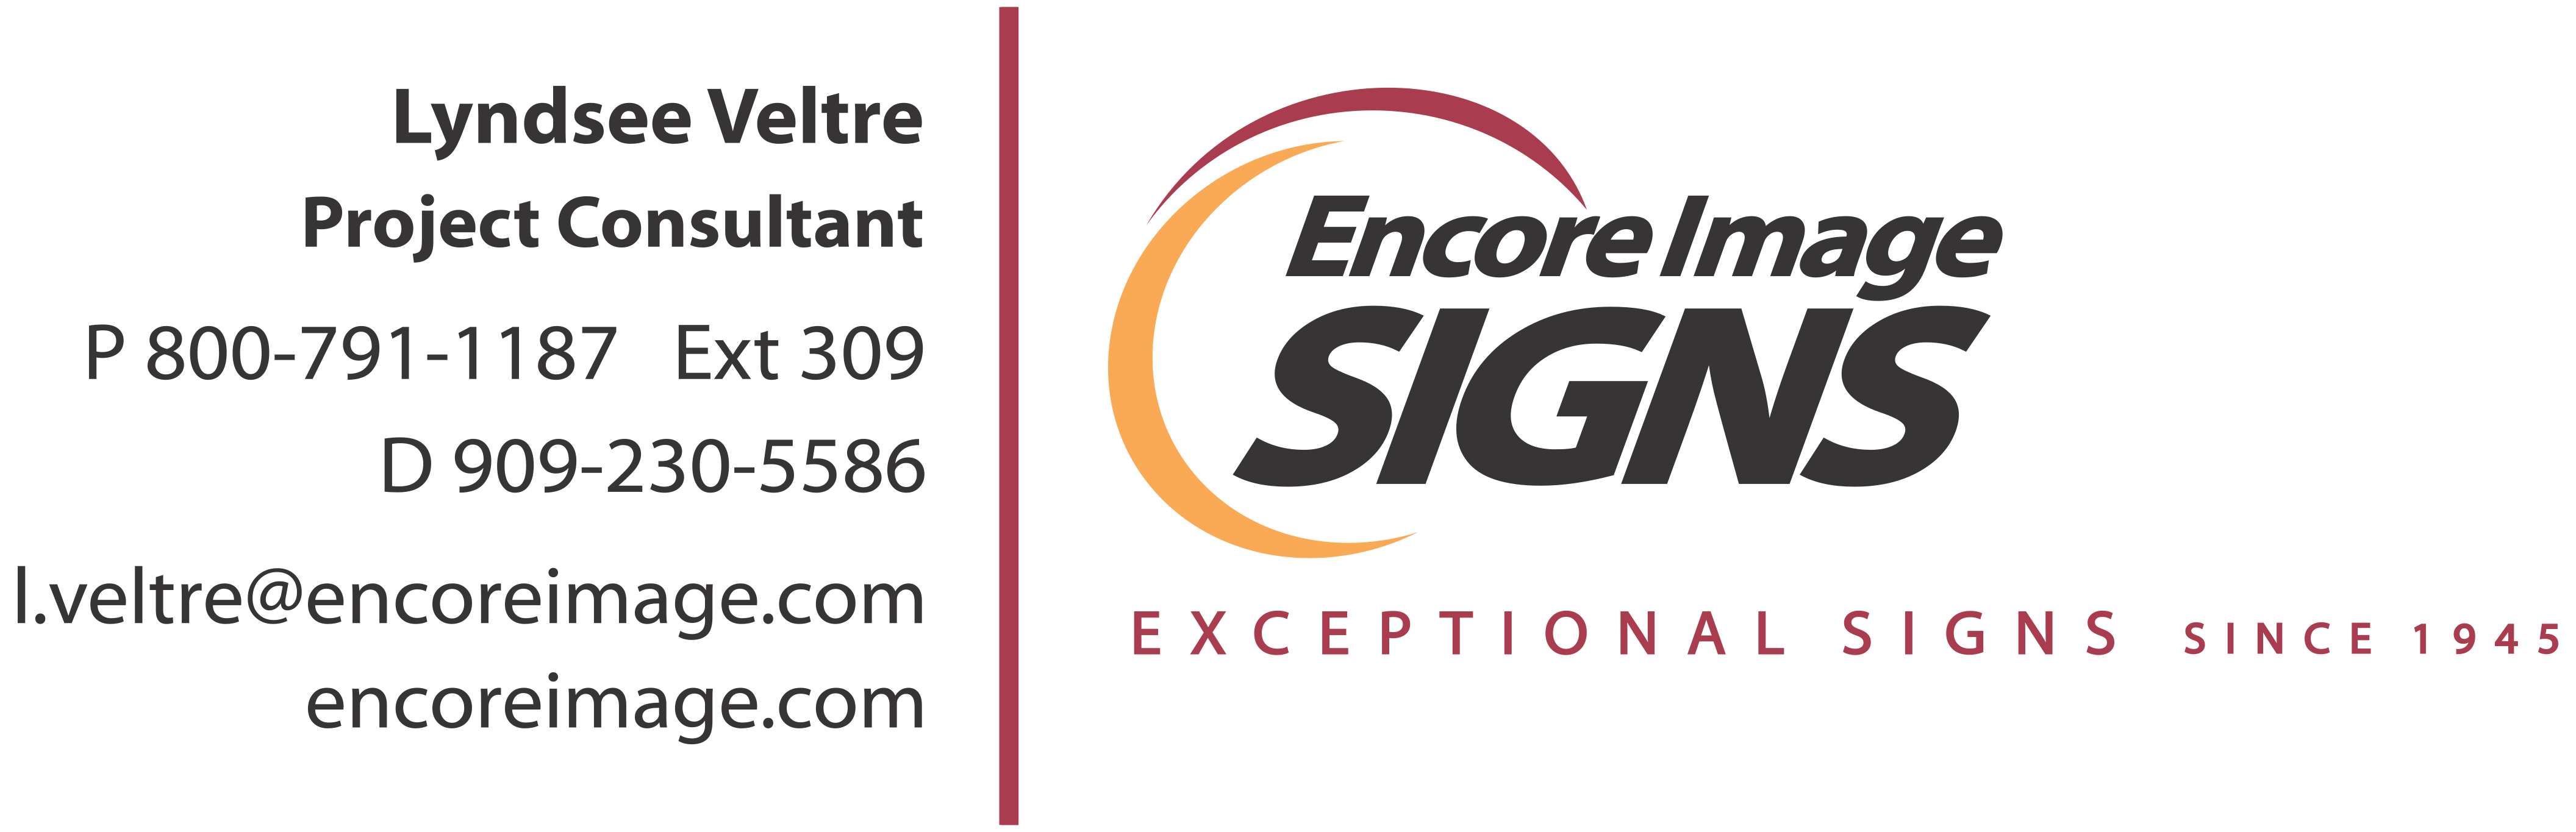 Lyndsee Veltre
Project Consultant
P 800-791-1187 Ext 309
D 909-230-5586
l.veltre@encoreimage.com
encoreimage.com
Encore Image
SIGNS
EXCEPTIONAL SIGNS SINCE 1945